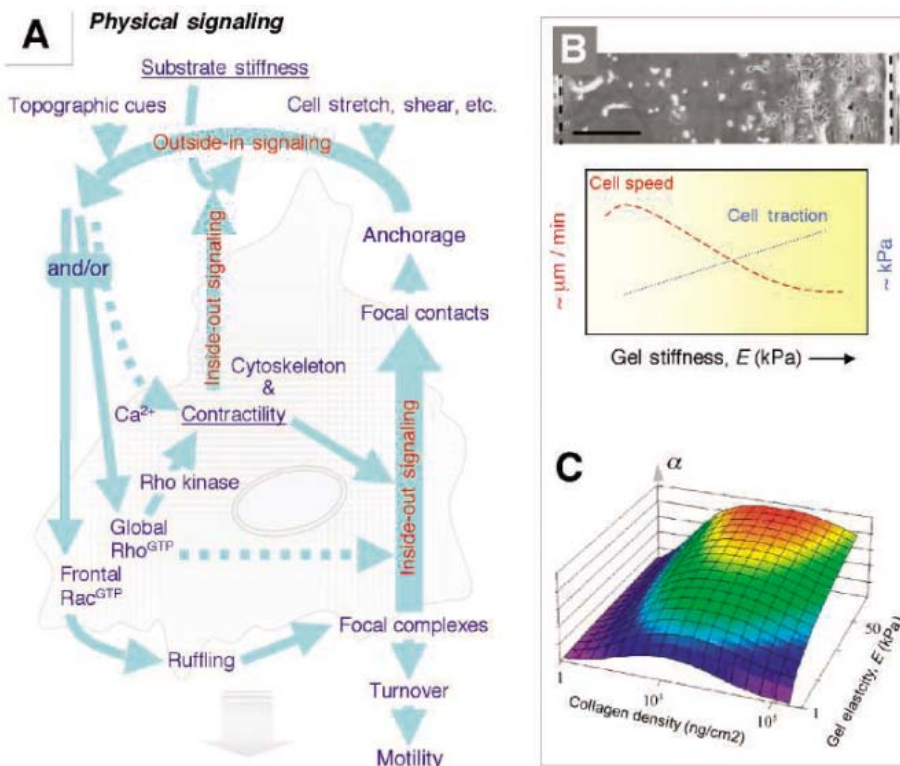 A
Physical signaling
Substrate stiffness
Topographic cues
Cell stretch, shear, etc.
Outside-in signaling
and/or
Inside-out signaling
Anchorage
Focal contacts
Cytoskeleton
&
Contractility
Ca2+
Inside-out signaling
Rho kinase
Global
RhoGTP
Frontal
RacGTP
Focal complexes
Ruffling
Turnover
Motility
B
Cell speed
Cell traction
~ μm / min
~ kPa
Gel stiffness, E (kPa)
C
α
50
Gel elastcity, E (kPa)
1
1
10³
10⁵
Collagen density (ng/cm2)